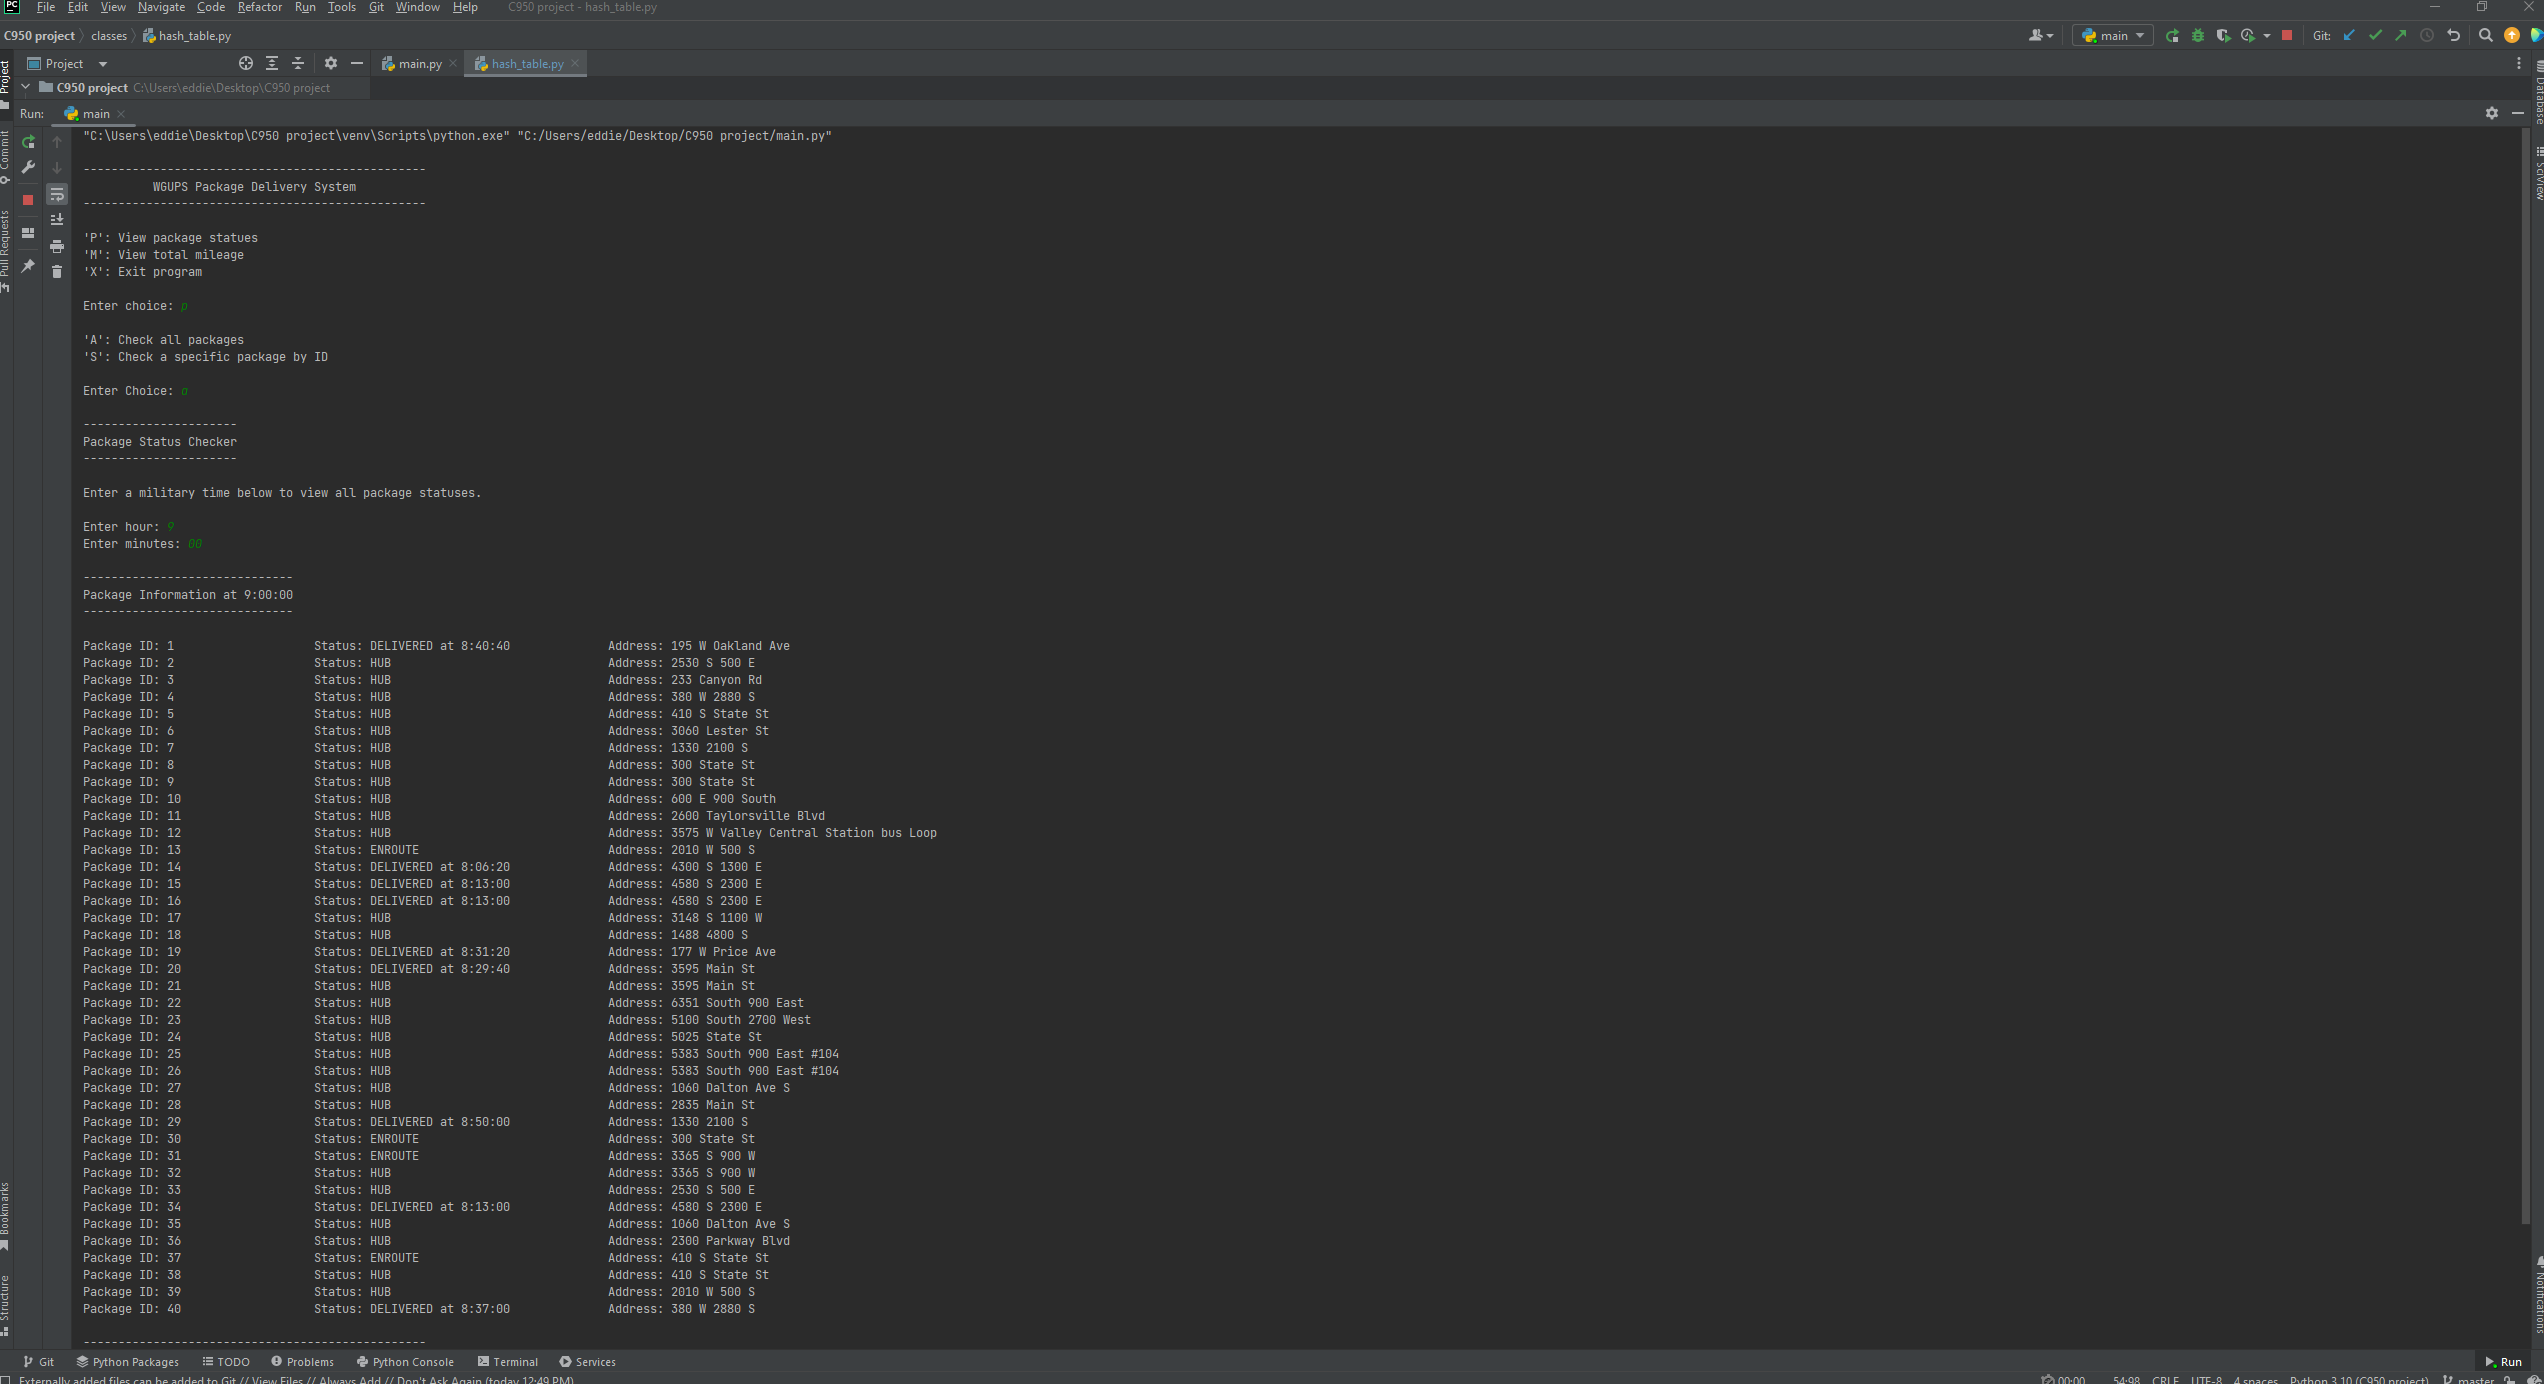 File Edit View Navigate Code Refactor Run Tools Git Window Help C950 project - hash_table.py
C950 project classes hash_table.py main Git:
Project main.py hash_table.py
C950 project C:\Users\eddie\Desktop\C950 project
Run: main
"C:\Users\eddie\Desktop\C950 project\venv\Scripts\python.exe" "C:/Users/eddie/Desktop/C950 project/main.py"
-------------------------------------------------
WGUPS Package Delivery System
-------------------------------------------------
'P': View package statues
'M': View total mileage
'X': Exit program
Enter choice: p
'A': Check all packages
'S': Check a specific package by ID
Enter Choice: a
----------------------
Package Status Checker
----------------------
Enter a military time below to view all package statuses.
Enter hour: 9
Enter minutes: 00
------------------------------
Package Information at 9:00:00
------------------------------
Package ID: 1 Status: DELIVERED at 8:40:40 Address: 195 W Oakland Ave
Package ID: 2 Status: HUB Address: 2530 S 500 E
Package ID: 3 Status: HUB Address: 233 Canyon Rd
Package ID: 4 Status: HUB Address: 380 W 2880 S
Package ID: 5 Status: HUB Address: 410 S State St
Package ID: 6 Status: HUB Address: 3060 Lester St
Package ID: 7 Status: HUB Address: 1330 2100 S
Package ID: 8 Status: HUB Address: 300 State St
Package ID: 9 Status: HUB Address: 300 State St
Package ID: 10 Status: HUB Address: 600 E 900 South
Package ID: 11 Status: HUB Address: 2600 Taylorsville Blvd
Package ID: 12 Status: HUB Address: 3575 W Valley Central Station bus Loop
Package ID: 13 Status: ENROUTE Address: 2010 W 500 S
Package ID: 14 Status: DELIVERED at 8:06:20 Address: 4300 S 1300 E
Package ID: 15 Status: DELIVERED at 8:13:00 Address: 4580 S 2300 E
Package ID: 16 Status: DELIVERED at 8:13:00 Address: 4580 S 2300 E
Package ID: 17 Status: HUB Address: 3148 S 1100 W
Package ID: 18 Status: HUB Address: 1488 4800 S
Package ID: 19 Status: DELIVERED at 8:31:20 Address: 177 W Price Ave
Package ID: 20 Status: DELIVERED at 8:29:40 Address: 3595 Main St
Package ID: 21 Status: HUB Address: 3595 Main St
Package ID: 22 Status: HUB Address: 6351 South 900 East
Package ID: 23 Status: HUB Address: 5100 South 2700 West
Package ID: 24 Status: HUB Address: 5025 State St
Package ID: 25 Status: HUB Address: 5383 South 900 East #104
Package ID: 26 Status: HUB Address: 5383 South 900 East #104
Package ID: 27 Status: HUB Address: 1060 Dalton Ave S
Package ID: 28 Status: HUB Address: 2835 Main St
Package ID: 29 Status: DELIVERED at 8:50:00 Address: 1330 2100 S
Package ID: 30 Status: ENROUTE Address: 300 State St
Package ID: 31 Status: ENROUTE Address: 3365 S 900 W
Package ID: 32 Status: HUB Address: 3365 S 900 W
Package ID: 33 Status: HUB Address: 2530 S 500 E
Package ID: 34 Status: DELIVERED at 8:13:00 Address: 4580 S 2300 E
Package ID: 35 Status: HUB Address: 1060 Dalton Ave S
Package ID: 36 Status: HUB Address: 2300 Parkway Blvd
Package ID: 37 Status: ENROUTE Address: 410 S State St
Package ID: 38 Status: HUB Address: 410 S State St
Package ID: 39 Status: HUB Address: 2010 W 500 S
Package ID: 40 Status: DELIVERED at 8:37:00 Address: 380 W 2880 S
-------------------------------------------------
Project
Commit
Pull Requests
Bookmarks
Structure
Database
SciView
Notifications
Git Python Packages TODO Problems Python Console Terminal Services Run
Externally added files can be added to Git // View Files // Always Add // Don't Ask Again (today 12:49 PM) 00:00 54:98 CRLF UTF-8 4 spaces Python 3.10 (C950 project) master